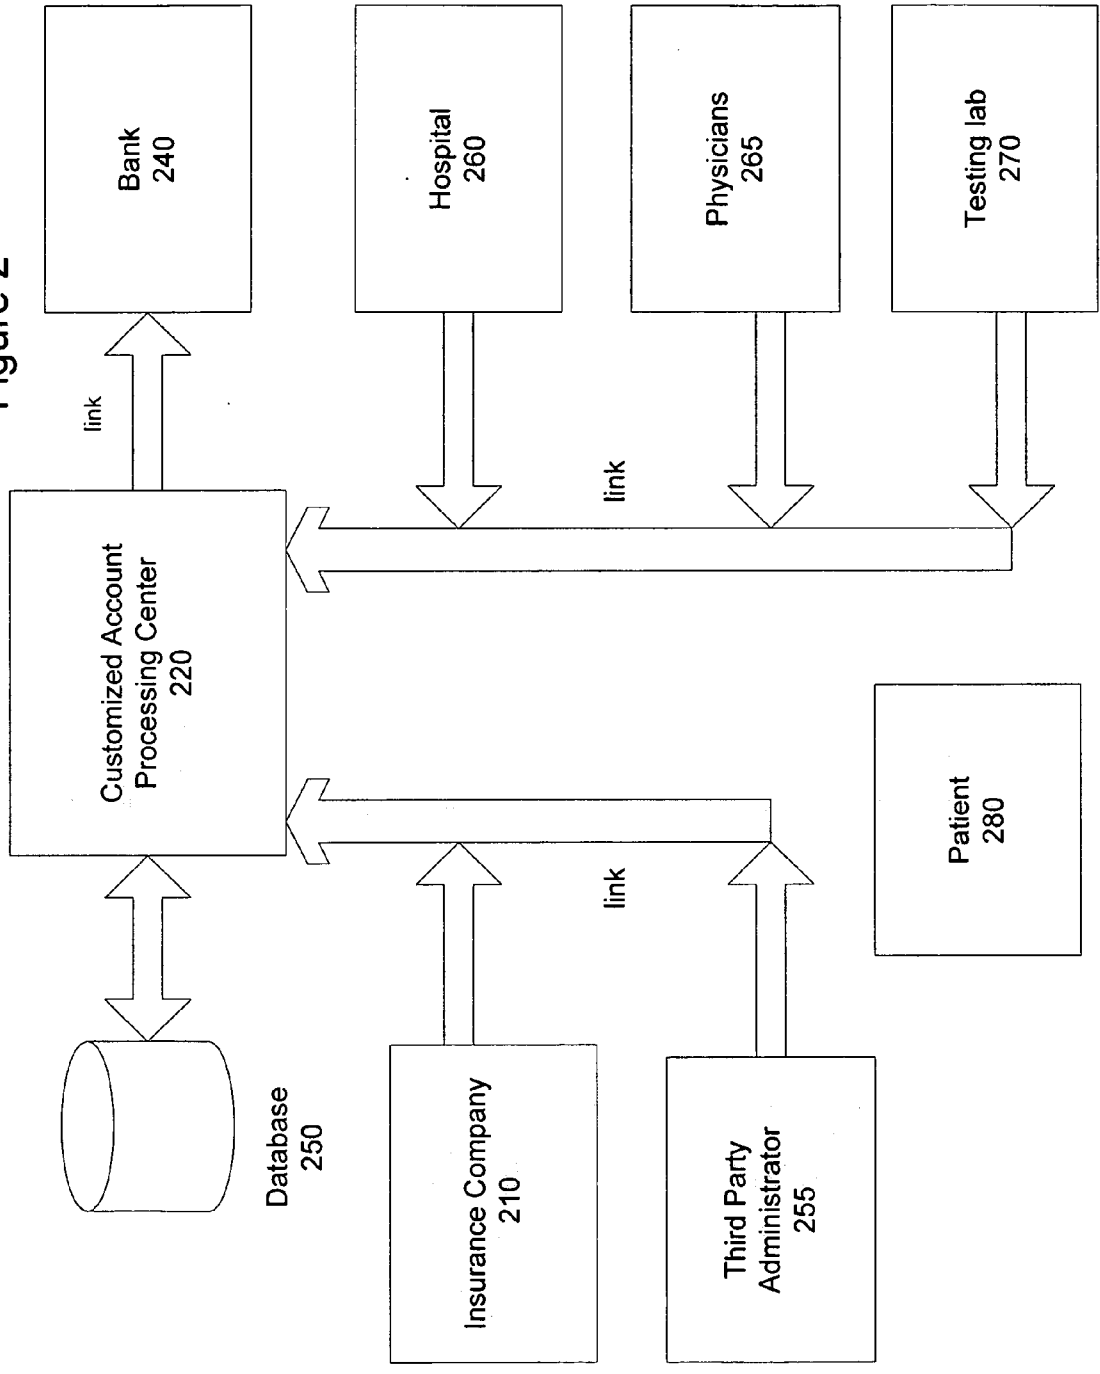 Figure 2
Customized Account
Processing Center
220
link
Bank
240
Database
250
Insurance Company
210
link
link
Hospital
260
Third Party
Administrator
255
Physicians
265
Patient
280
Testing lab
270